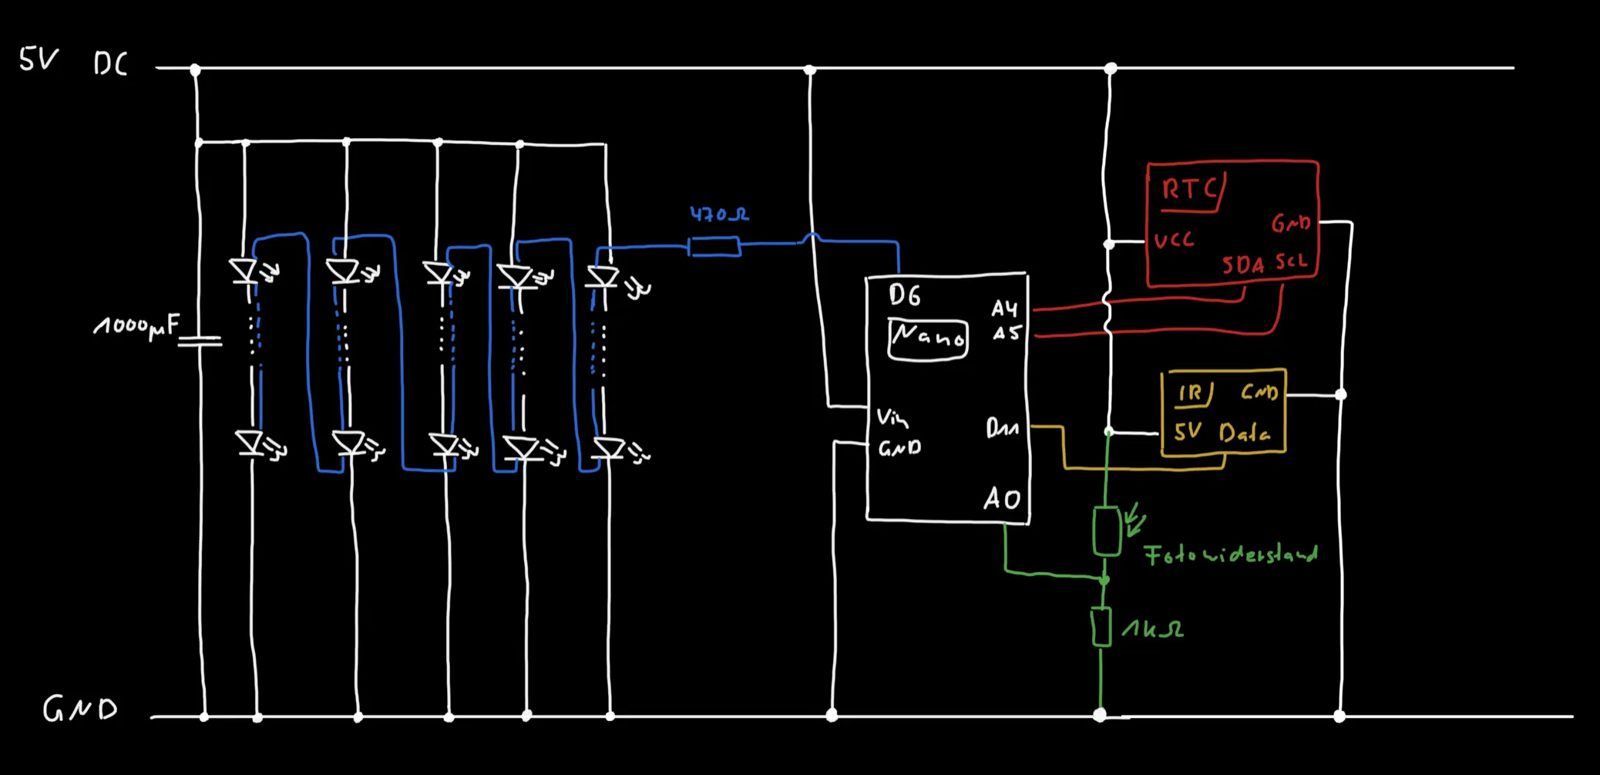 5V DC
RTC
470Ω
GND
VCC
SDA SCL
D6
A4
Nano
A5
1000µF
IR GND
Vin
D11
5V Data
GND
A0
Fotowiderstand
1kΩ
GND